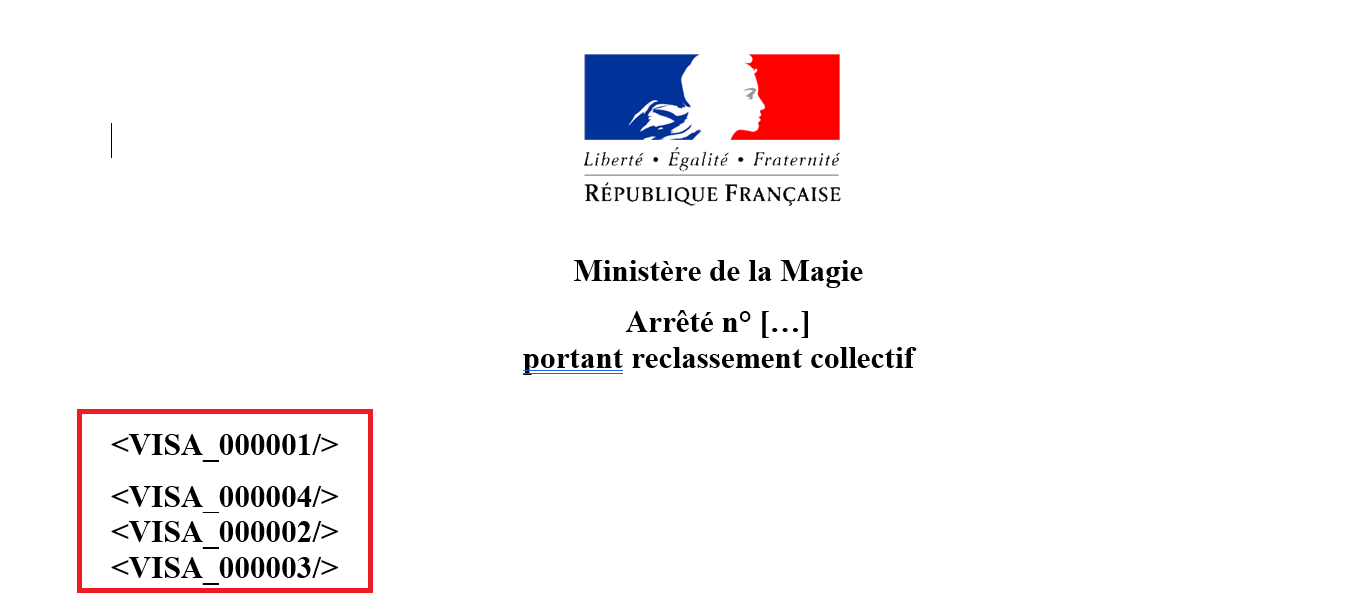 Liberté • Égalité • Fraternité
RÉPUBLIQUE FRANÇAISE
Ministère de la Magie
Arrêté n° […]
portant reclassement collectif
<VISA_000001/>
<VISA_000004/>
<VISA_000002/>
<VISA_000003/>